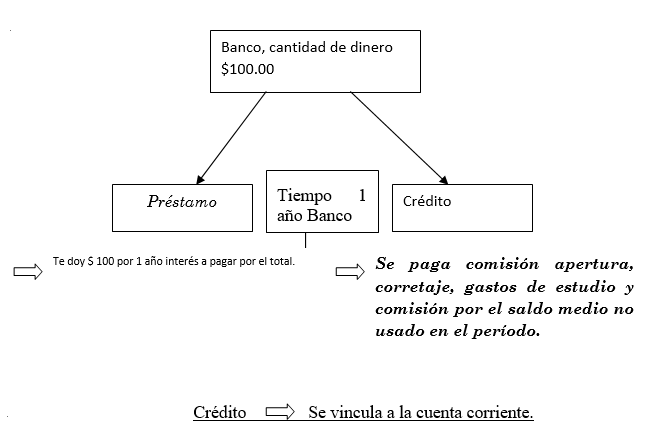 Banco, cantidad de dinero
$100.00
Préstamo
Tiempo 1
año Banco
Crédito
Te doy $ 100 por 1 año interés a pagar por el total.
Se paga comisión apertura,
corretaje, gastos de estudio y
comisión por el saldo medio no
usado en el período.
Crédito Se vincula a la cuenta corriente.